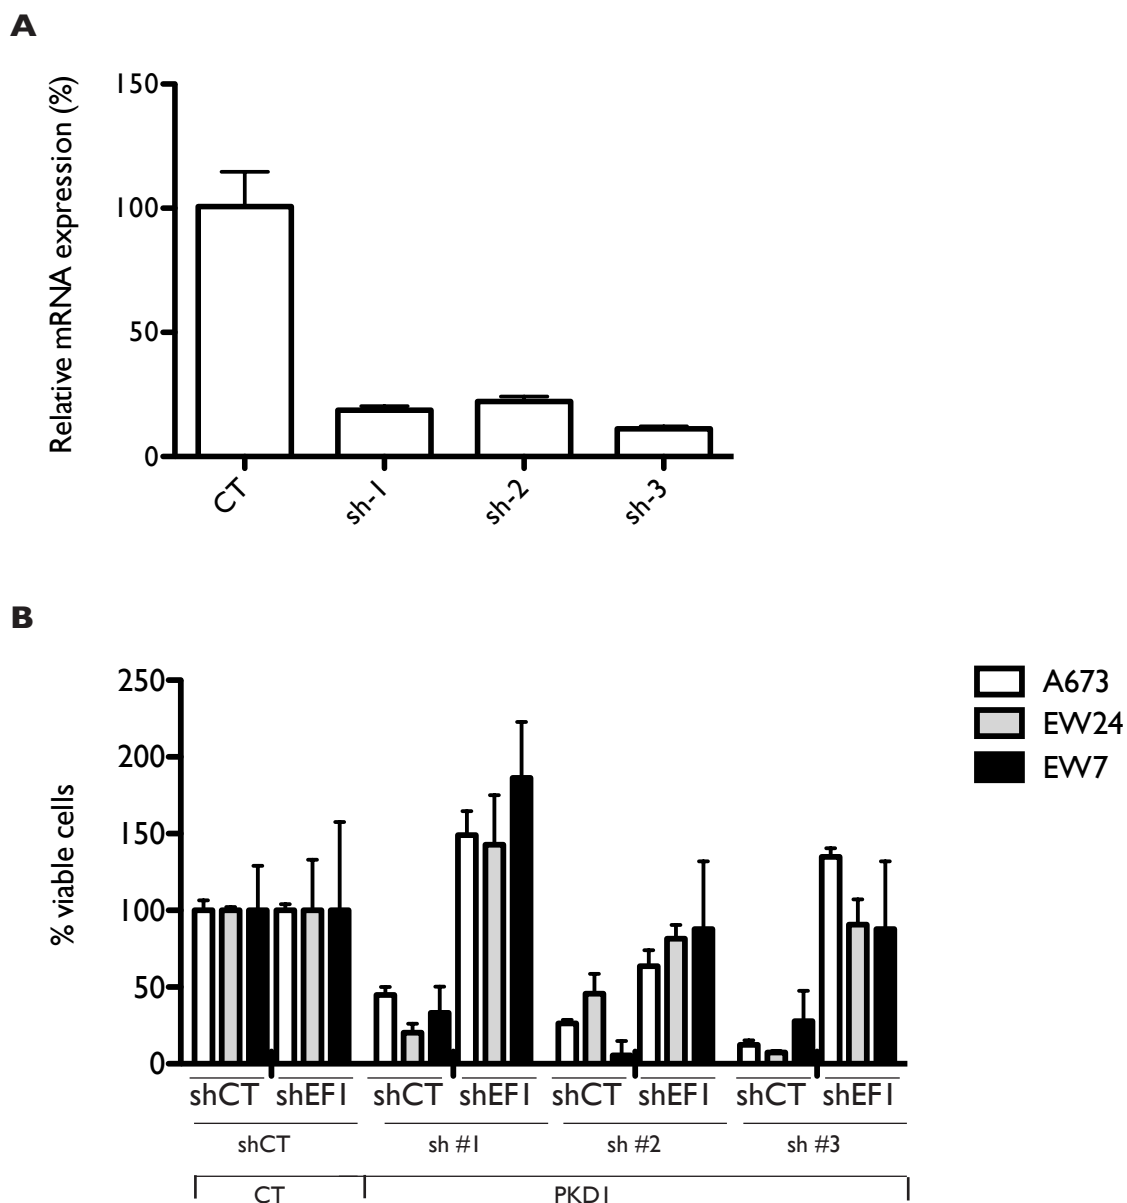 A
Relative mRNA expression (%)
150
100
50
0
CT
sh-1
sh-2
sh-3
B
% viable cells
250
200
150
100
50
0
A673
EW24
EW7
shCT shEF1 shCT shEF1 shCT shEF1 shCT shEF1
shCT sh #1 sh #2 sh #3
CT PKD1